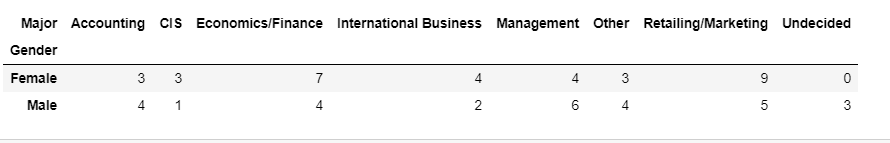 Major Accounting CIS Economics/Finance International Business Management Other Retailing/Marketing Undecided
Gender
Female 3 3 7 4 4 3 9 0
Male 4 1 4 2 6 4 5 3